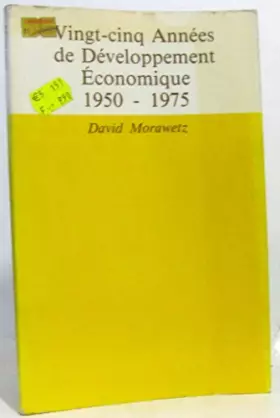 Vingt-cinq Années
de Développement
Économique
1950 - 1975
David Morawetz